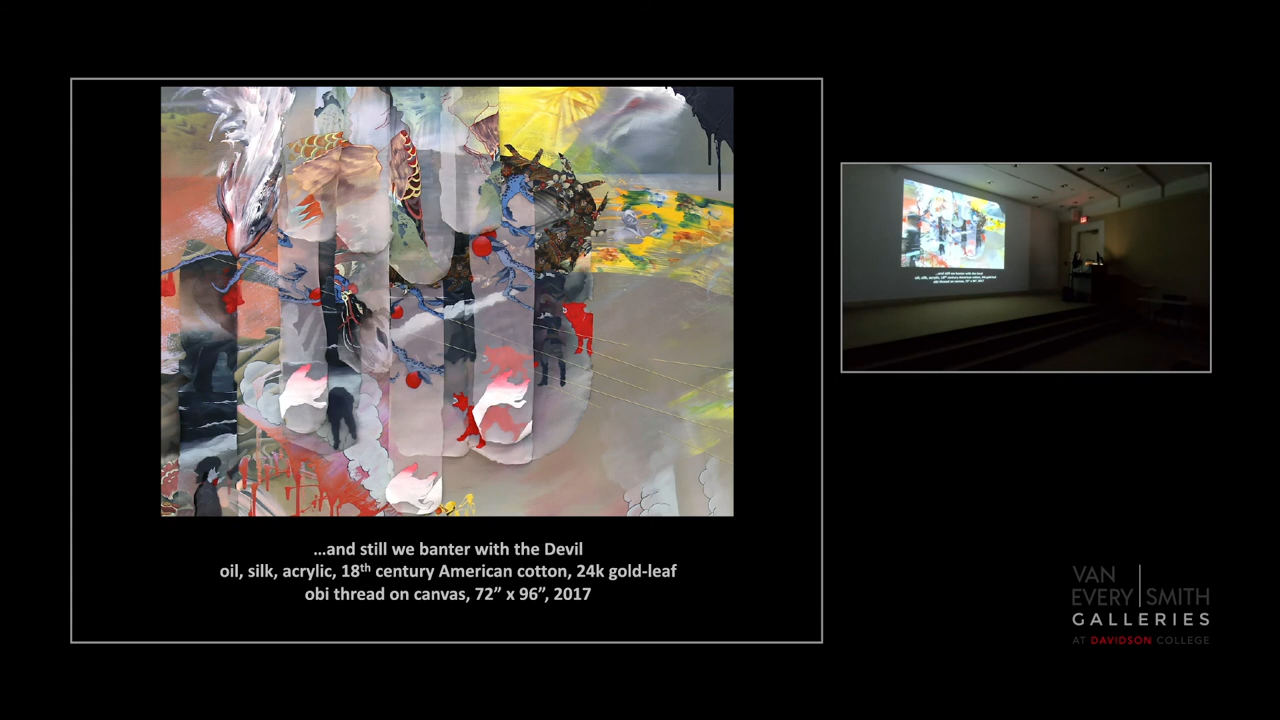 …and still we banter with the Devil
oil, silk, acrylic, 18th century American cotton, 24k gold-leaf
obi thread on canvas, 72” x 96”, 2017
VAN
EVERY SMITH
GALLERIES
AT DAVIDSON COLLEGE